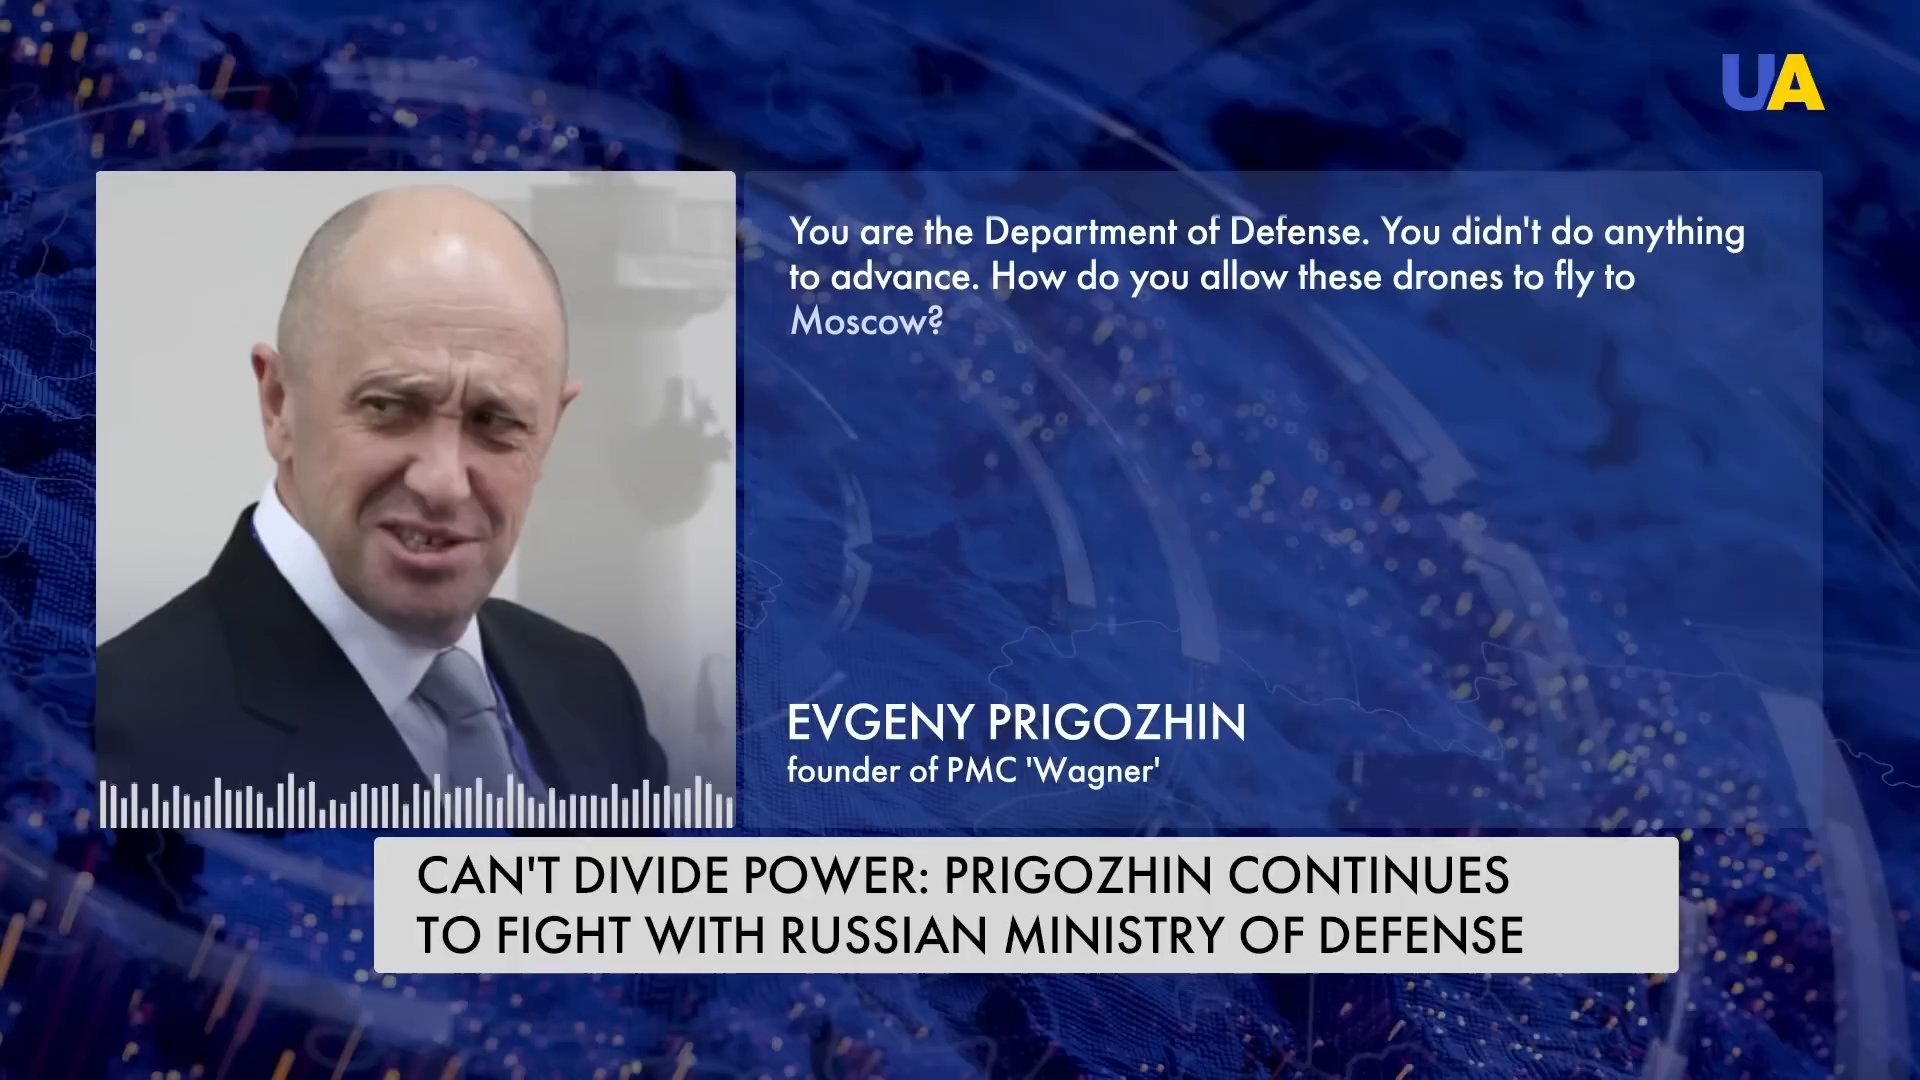 UA
You are the Department of Defense. You didn't do anything
to advance. How do you allow these drones to fly to
Moscow?
EVGENY PRIGOZHIN
founder of PMC 'Wagner'
CAN'T DIVIDE POWER: PRIGOZHIN CONTINUES
TO FIGHT WITH RUSSIAN MINISTRY OF DEFENSE